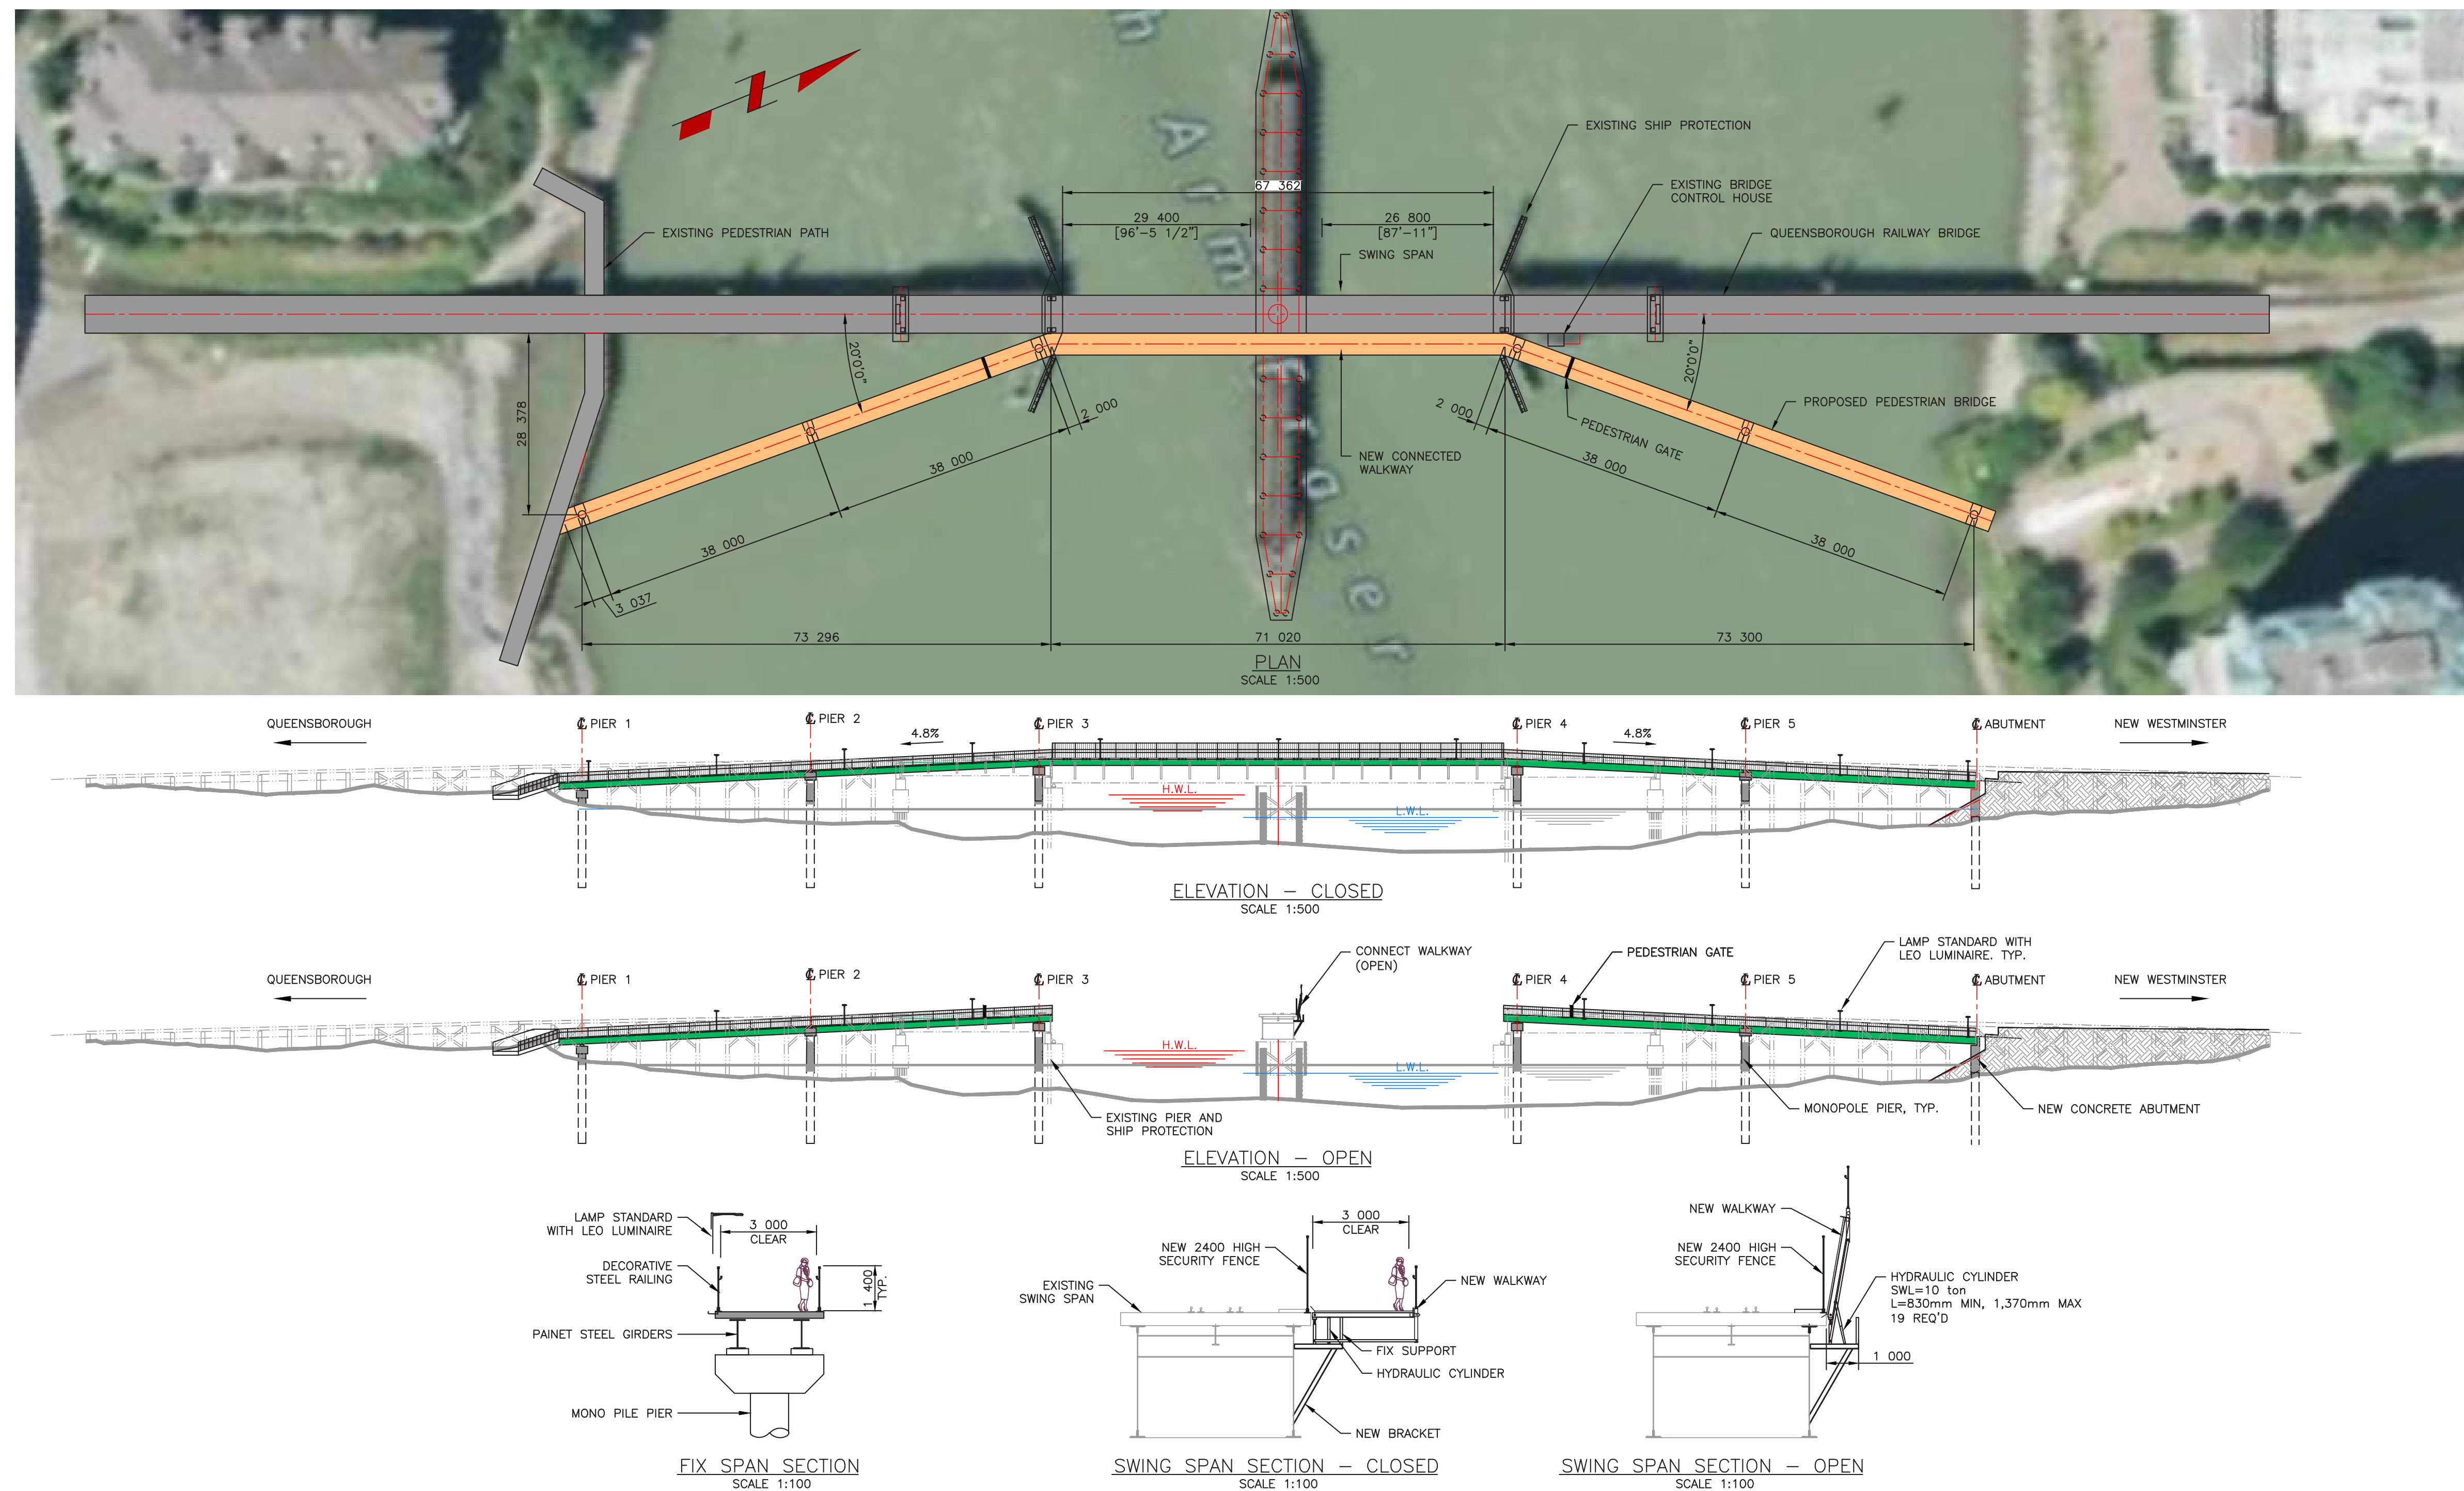 n
Arm
Fraser
EXISTING SHIP PROTECTION
EXISTING BRIDGE
CONTROL HOUSE
QUEENSBOROUGH RAILWAY BRIDGE
EXISTING PEDESTRIAN PATH
67 362
29 400
[96'-5 1/2"]
26 800
[87'-11"]
SWING SPAN
20°0'0"
20°0'0"
28 378
2 000
2 000
PROPOSED PEDESTRIAN BRIDGE
PEDESTRIAN GATE
NEW CONNECTED
WALKWAY
38 000
38 000
38 000
38 000
3 037
73 296
71 020
73 300
PLAN
SCALE 1:500
QUEENSBOROUGH
℄ PIER 1
℄ PIER 2
4.8%
℄ PIER 3
℄ PIER 4
4.8%
℄ PIER 5
℄ ABUTMENT
NEW WESTMINSTER
H.W.L.
L.W.L.
ELEVATION – CLOSED
SCALE 1:500
CONNECT WALKWAY
(OPEN)
PEDESTRIAN GATE
LAMP STANDARD WITH
LEO LUMINAIRE. TYP.
QUEENSBOROUGH
℄ PIER 1
℄ PIER 2
℄ PIER 3
℄ PIER 4
℄ PIER 5
℄ ABUTMENT
NEW WESTMINSTER
H.W.L.
L.W.L.
EXISTING PIER AND
SHIP PROTECTION
MONOPOLE PIER, TYP.
NEW CONCRETE ABUTMENT
ELEVATION – OPEN
SCALE 1:500
LAMP STANDARD
WITH LEO LUMINAIRE
3 000
CLEAR
DECORATIVE
STEEL RAILING
1 400
TYP.
PAINET STEEL GIRDERS
MONO PILE PIER
FIX SPAN SECTION
SCALE 1:100
3 000
CLEAR
NEW 2400 HIGH
SECURITY FENCE
EXISTING
SWING SPAN
NEW WALKWAY
FIX SUPPORT
HYDRAULIC CYLINDER
NEW BRACKET
SWING SPAN SECTION – CLOSED
SCALE 1:100
NEW WALKWAY
NEW 2400 HIGH
SECURITY FENCE
HYDRAULIC CYLINDER
SWL=10 ton
L=830mm MIN, 1,370mm MAX
19 REQ'D
1 000
SWING SPAN SECTION – OPEN
SCALE 1:100